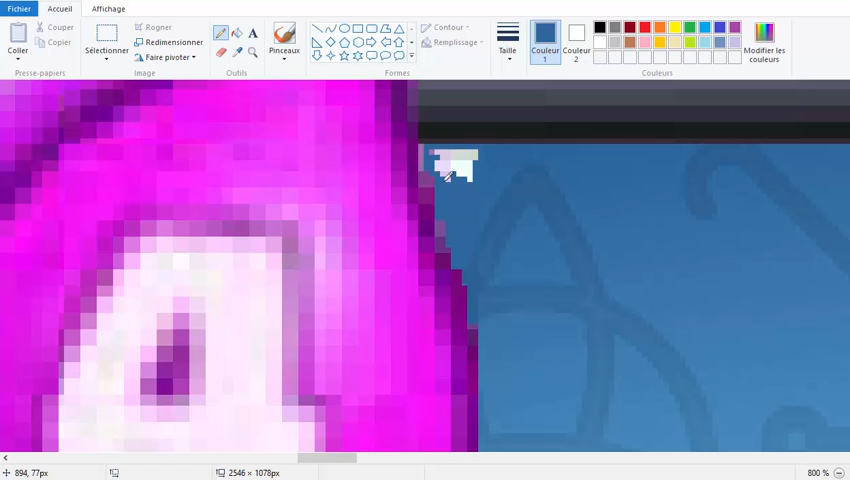 Fichier Accueil Affichage
Coller
Couper
Copier
Presse-papiers
Sélectionner
Rogner
Redimensionner
Faire pivoter
Image
A
Outils
Pinceaux
Contour
Remplissage
Formes
Taille
Couleur 1
Couleur 2
Modifier les couleurs
Couleurs
894, 77px
2546 × 1078px
800 %